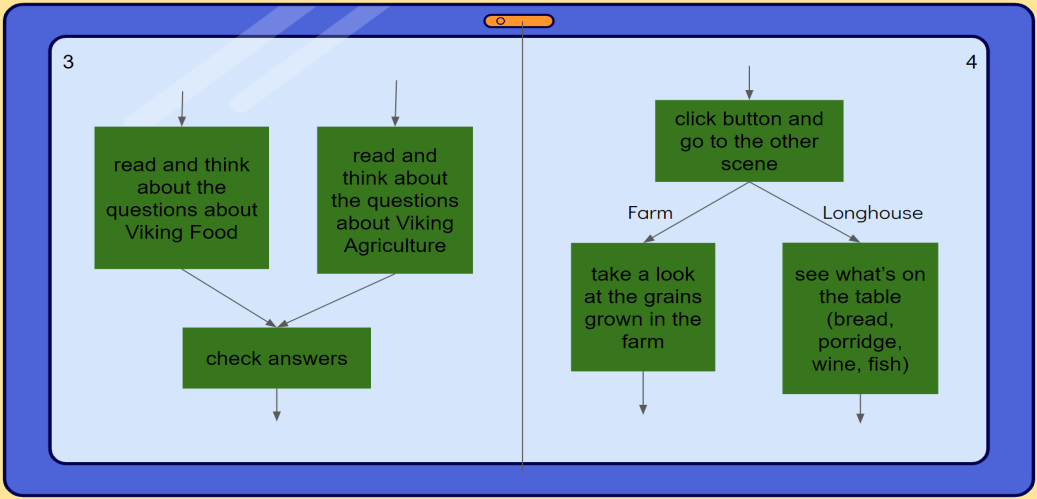 3
read and think
about the
questions about
Viking Food
read and
think about
the questions
about Viking
Agriculture
check answers
4
click button and
go to the other
scene
Farm
Longhouse
take a look
at the grains
grown in the
farm
see what's on
the table
(bread,
porridge,
wine, fish)